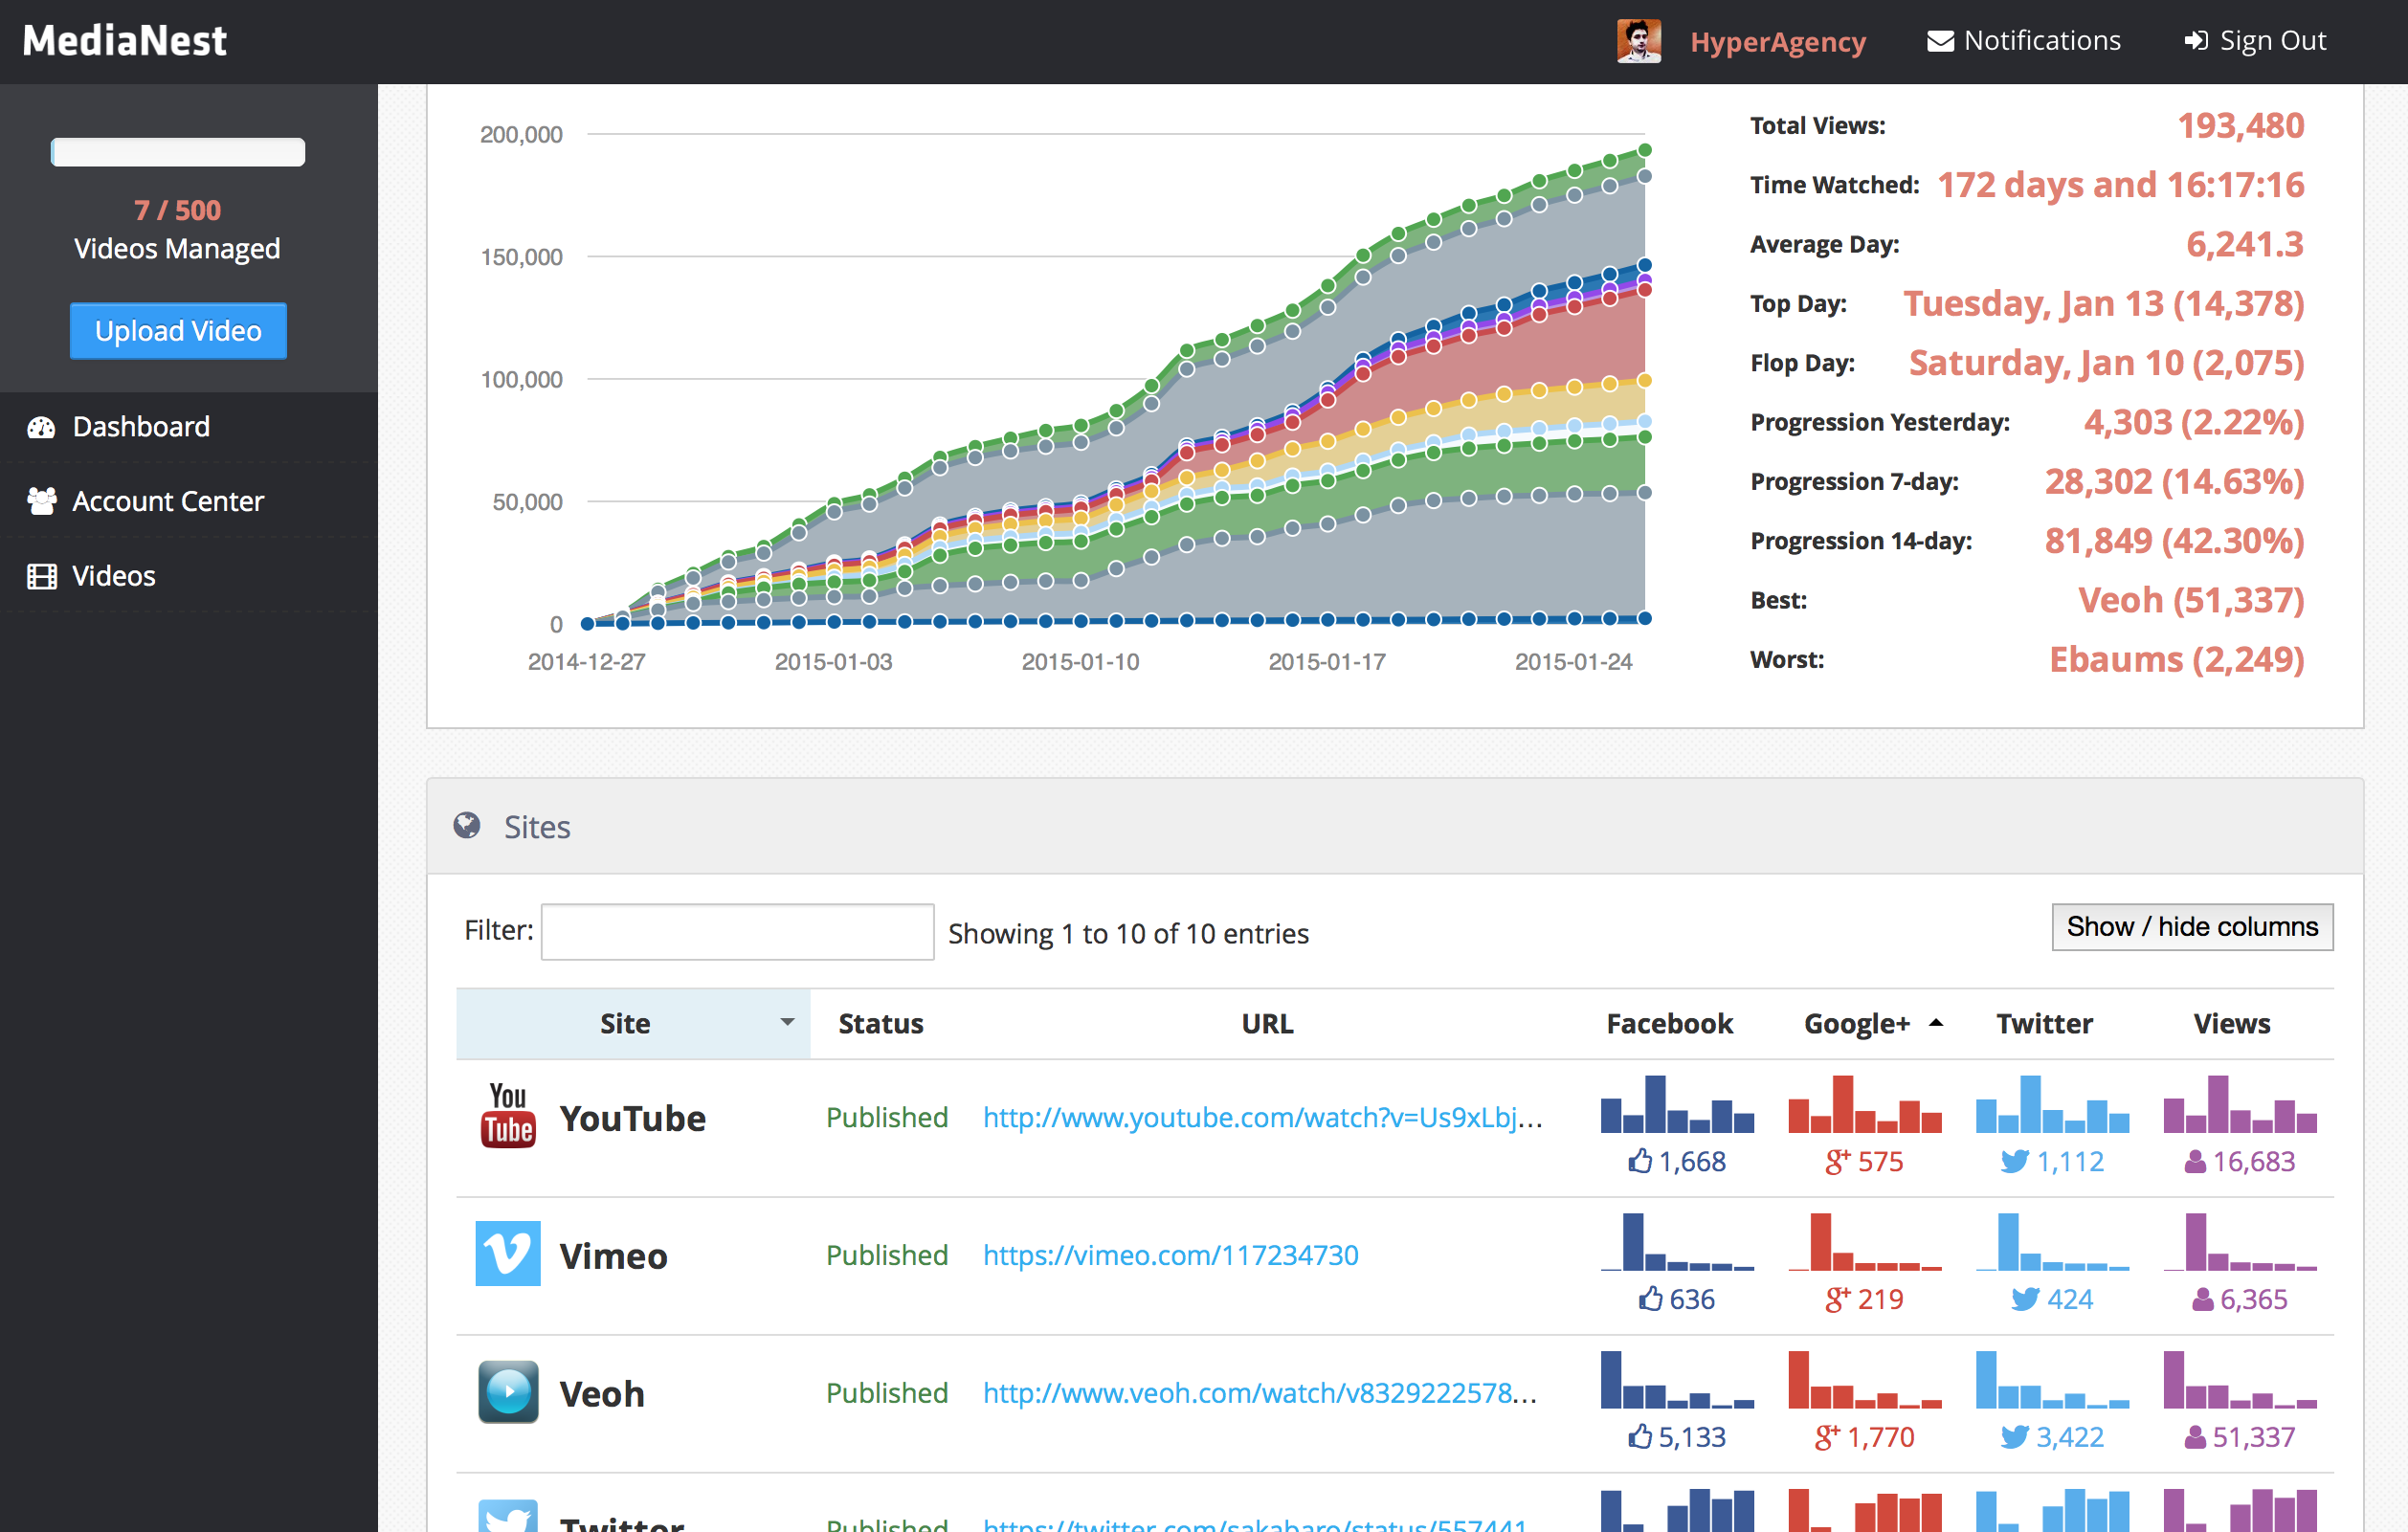 MediaNest
HyperAgency
Notifications
Sign Out
7 / 500
Videos Managed
Upload Video
Dashboard
Account Center
Videos
200,000
150,000
100,000
50,000
0
2014-12-27 2015-01-03 2015-01-10 2015-01-17 2015-01-24
Total Views: 193,480
Time Watched: 172 days and 16:17:16
Average Day: 6,241.3
Top Day: Tuesday, Jan 13 (14,378)
Flop Day: Saturday, Jan 10 (2,075)
Progression Yesterday: 4,303 (2.22%)
Progression 7-day: 28,302 (14.63%)
Progression 14-day: 81,849 (42.30%)
Best: Veoh (51,337)
Worst: Ebaums (2,249)
Sites
Filter: Showing 1 to 10 of 10 entries Show / hide columns
Site Status URL Facebook Google+ Twitter Views
You
Tube
YouTube Published http://www.youtube.com/watch?v=Us9xLbj...
1,668 g+ 575 1,112 16,683
Vimeo Published https://vimeo.com/117234730
636 g+ 219 424 6,365
Veoh Published http://www.veoh.com/watch/v8329222578...
5,133 g+ 1,770 3,422 51,337
Twitter Published https://twitter.com/sakabaro/status/557441...